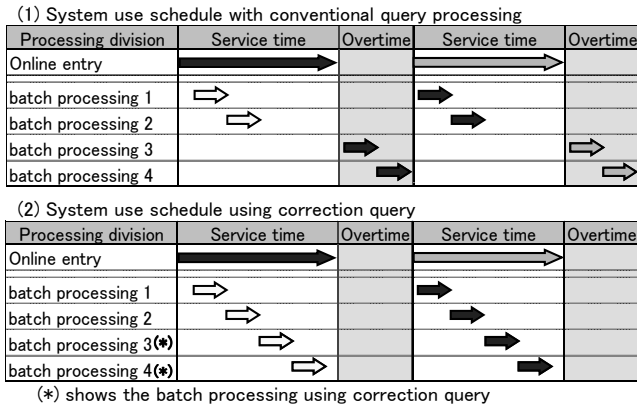 (1) System use schedule with conventional query processing
Processing division Service time Overtime Service time Overtime
Online entry
batch processing 1
batch processing 2
batch processing 3
batch processing 4
(2) System use schedule using correction query
Processing division Service time Overtime Service time Overtime
Online entry
batch processing 1
batch processing 2
batch processing 3(*)
batch processing 4(*)
(*) shows the batch processing using correction query